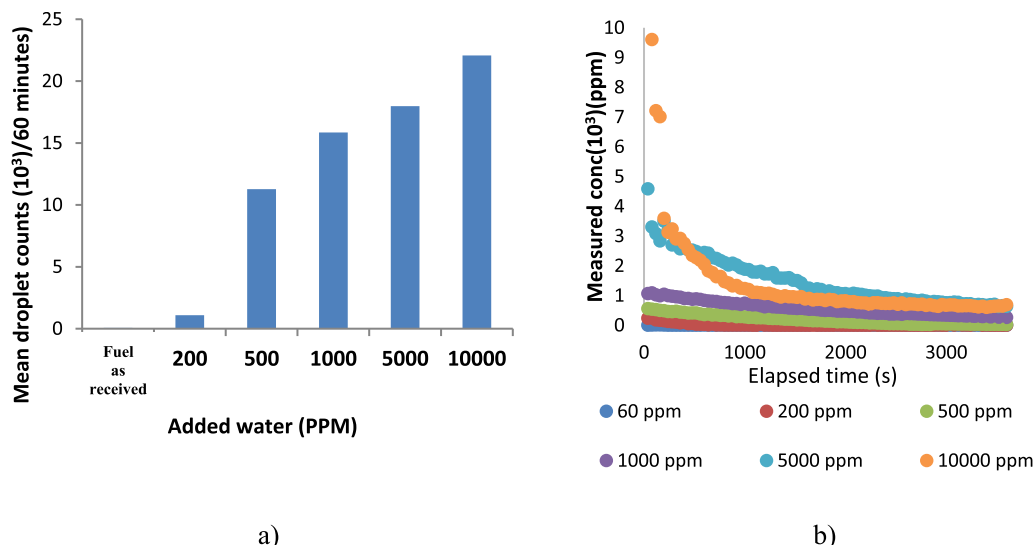 Mean droplet counts (10³)/60 minutes)
25
20
15
10
5
0
Fuel
as
received
200 500 1000 5000 10000
Added water (PPM)
a)
Measured conc(10³)(ppm)
10
9
8
7
6
5
4
3
2
1
0
0 1000 2000 3000
Elapsed time (s)
60 ppm 200 ppm 500 ppm
1000 ppm 5000 ppm 10000 ppm
b)